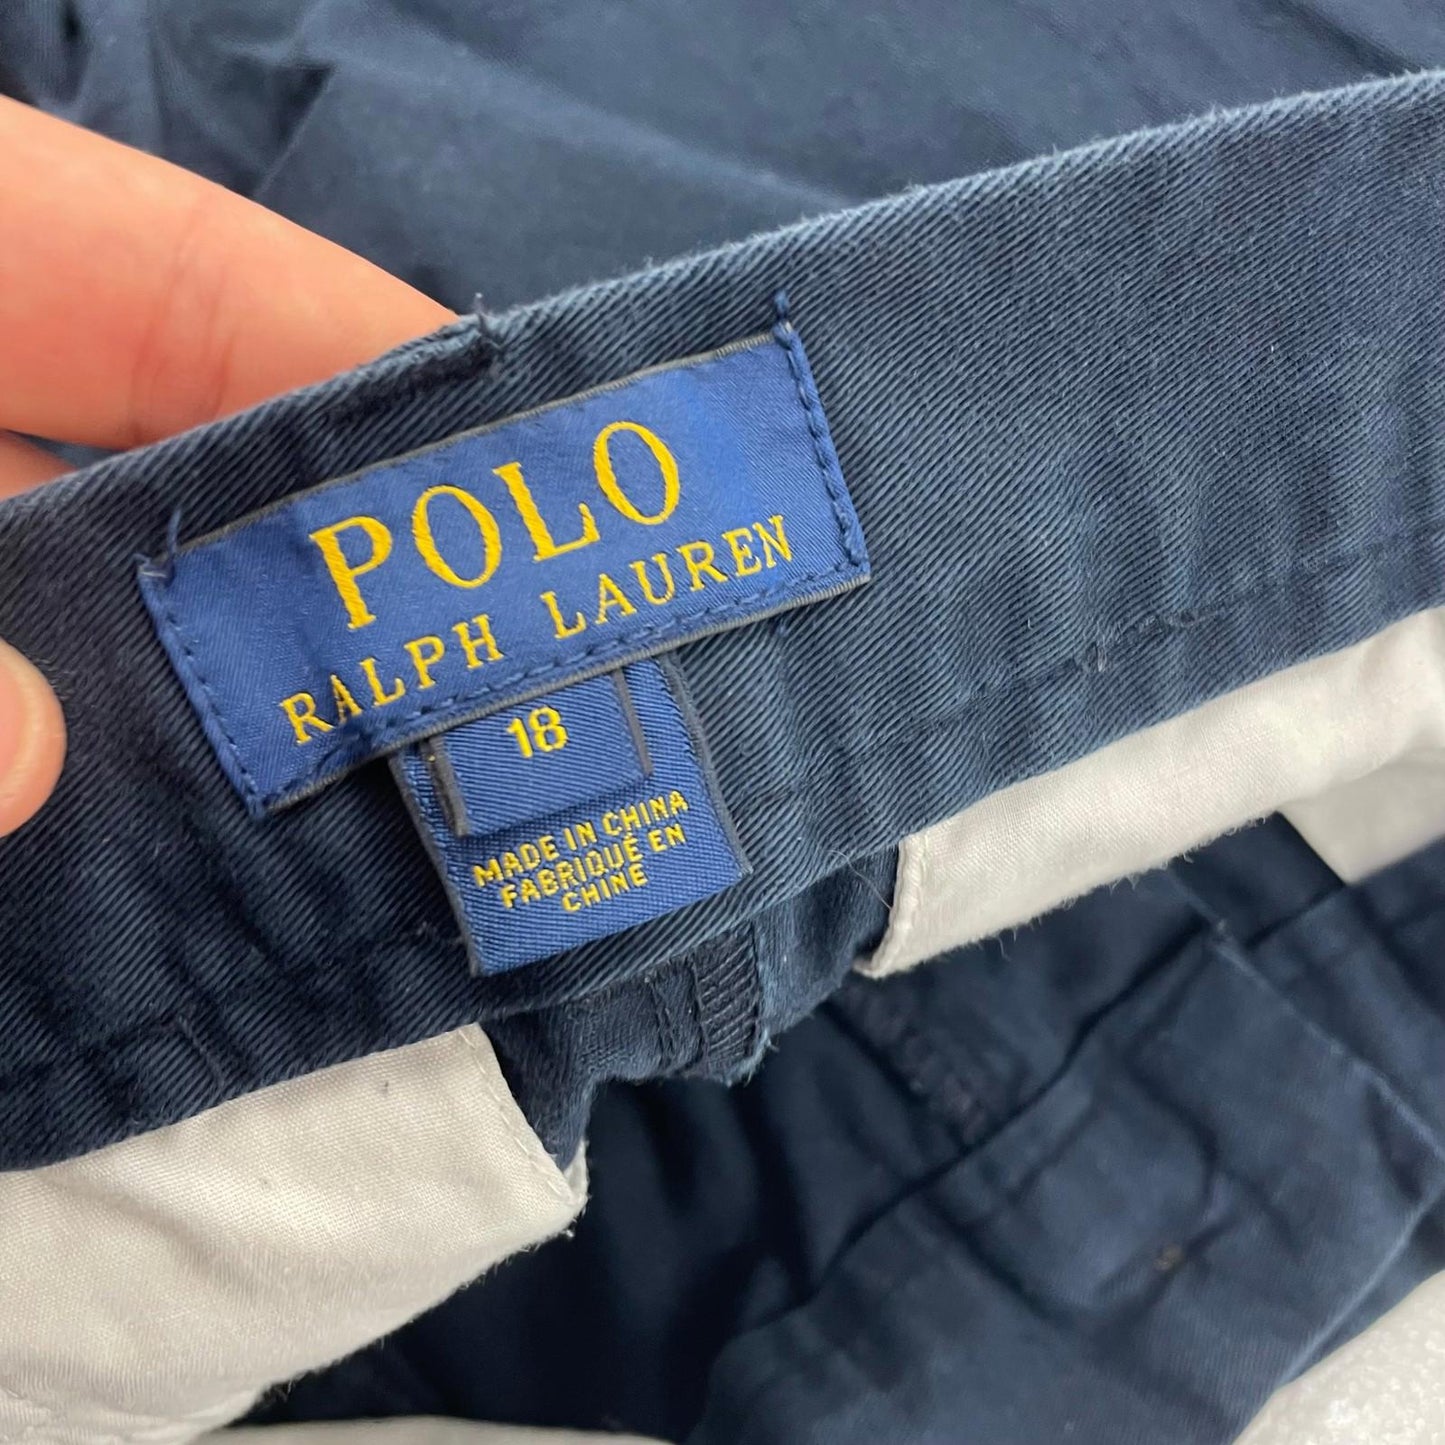 POLO
RALPH LAUREN
18
MADE IN CHINA
FABRIQUÉ EN
CHINE